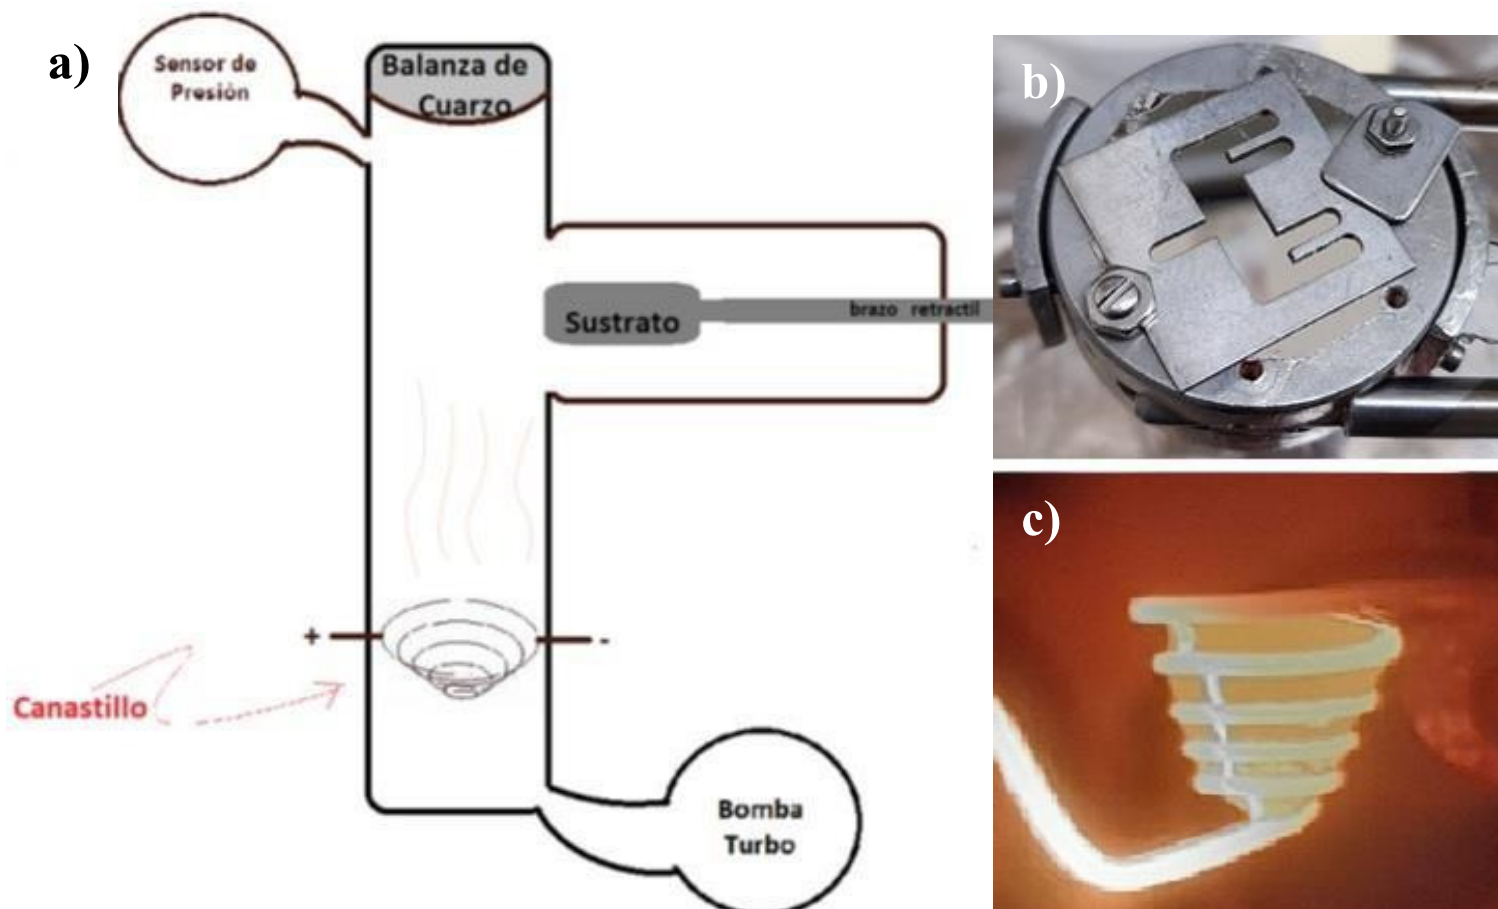 a)
Sensor de
Presión
Balanza de
Cuarzo
Sustrato
brazo retractil
+
-
Canastillo
Bomba
Turbo
b)
c)